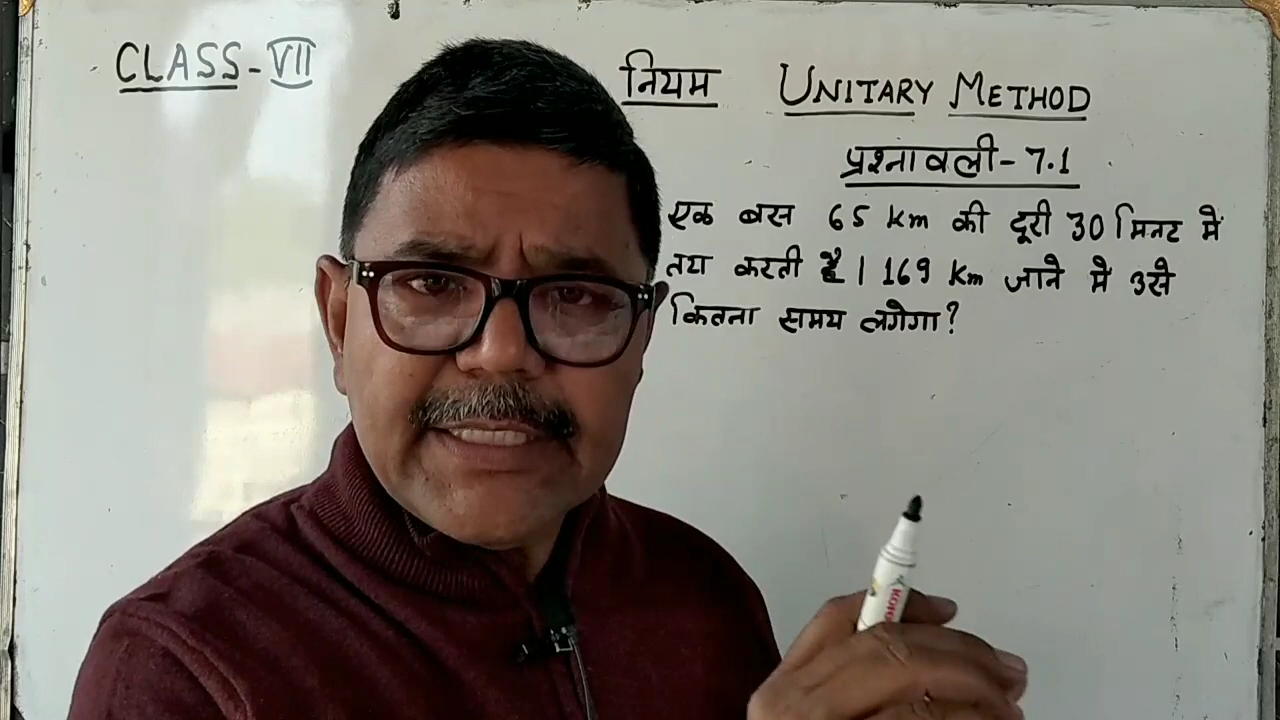 CLASS-VII
नियम UNITARY METHOD
प्रश्नावली-7.1
एक बस 65 km की दूरी 30 मिनट में
तय करती है। 169 km जाने मे उसे
कितना समय लगेगा?